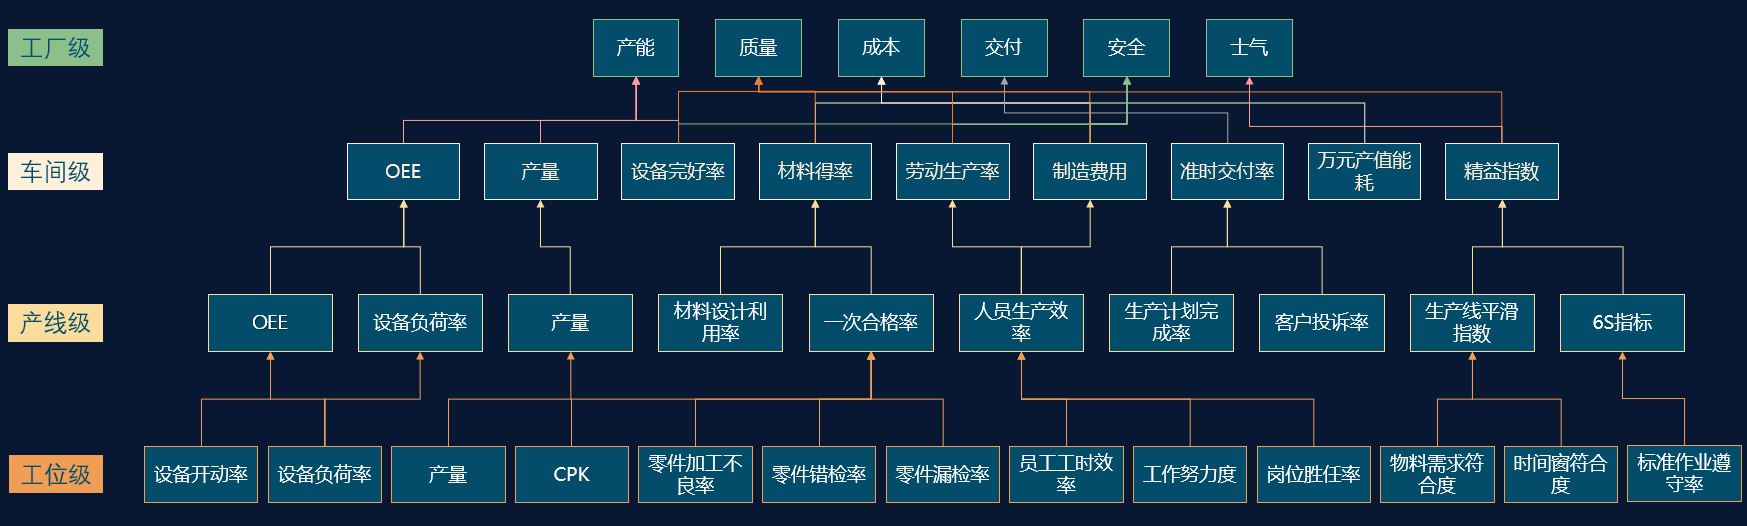 工厂级
产能
质量
成本
交付
安全
士气
车间级
OEE
产量
设备完好率
材料得率
劳动生产率
制造费用
准时交付率
万元产值能
耗
精益指数
产线级
OEE
设备负荷率
产量
材料设计利
用率
一次合格率
人员生产效
率
生产计划完
成率
客户投诉率
生产线平滑
指数
6S指标
工位级
设备开动率
设备负荷率
产量
CPK
零件加工不
良率
零件错检率
零件漏检率
员工工时效
率
工作努力度
岗位胜任率
物料需求符
合度
时间窗符合
度
标准作业遵
守率